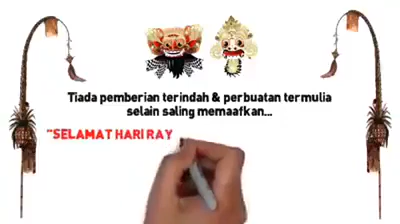 Tiada pemberian terindah & perbuatan termulia
selain saling memaafkan...
"SELAMAT HARI RAY